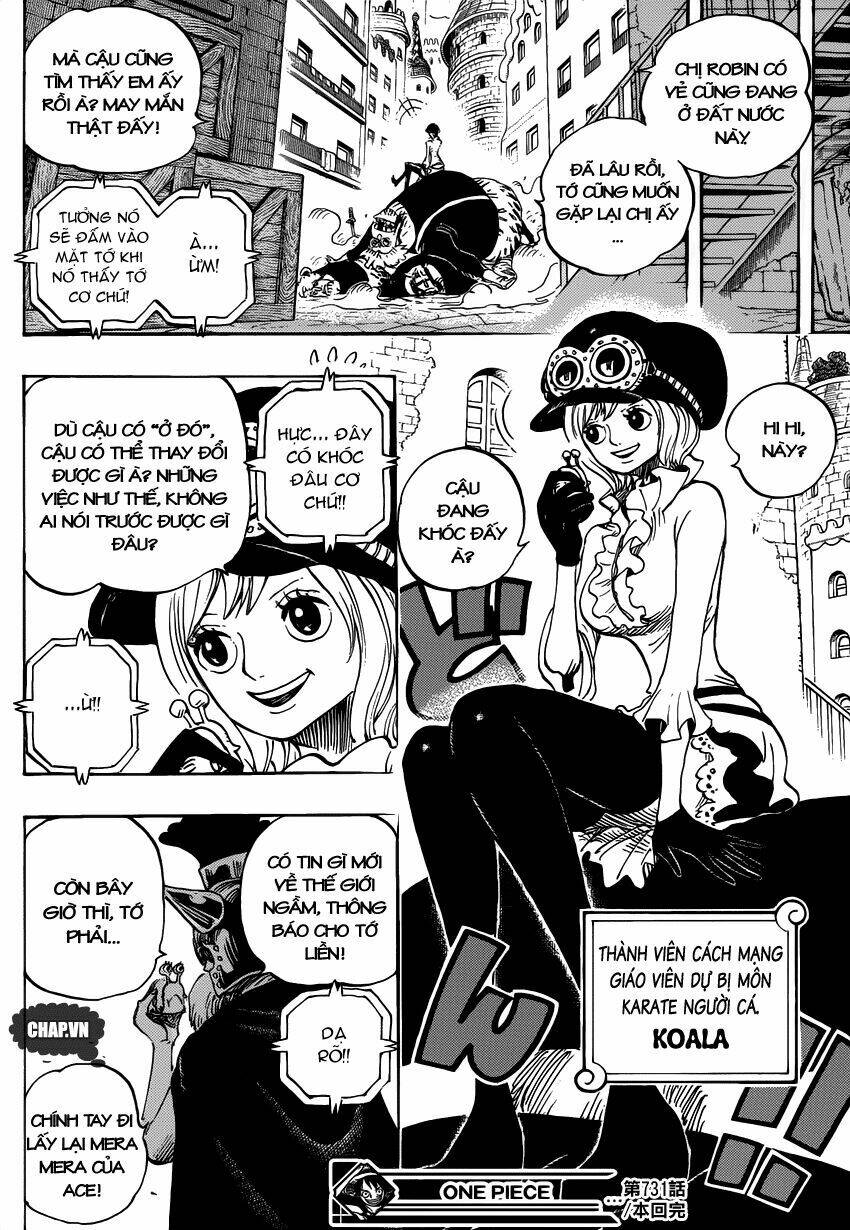 CHỊ ROBIN CÓ
VẺ CŨNG ĐANG
Ở ĐẤT NƯỚC
NÀY.
ĐÃ LÂU RỒI,
TỚ CŨNG MUỐN
GẶP LẠI CHỊ ẤY
...
MÀ CẬU CŨNG
TÌM THẤY EM ẤY
RỒI À? MAY MẮN
THẬT ĐẤY!
À...
ỪM!
TƯỞNG NÓ
SẼ ĐẤM VÀO
MẶT TỚ KHI
NÓ THẤY TỚ
CƠ CHÚ!
HI HI,
NÀY?
CẬU
ĐANG
KHÓC ĐẤY
À?
HỰC... ĐÂY
CÓ KHÓC
ĐÂU CƠ
CHÚ!!
DÙ CẬU CÓ "Ở ĐÓ",
CẬU CÓ THỂ THAY ĐỔI
ĐƯỢC GÌ À? NHỮNG
VIỆC NHƯ THẾ, KHÔNG
AI NÓI TRƯỚC ĐƯỢC GÌ
ĐÂU?
...Ừ!!
THÀNH VIÊN CÁCH MẠNG
GIÁO VIÊN DỰ BỊ MÔN
KARATE NGƯỜI CÁ.
KOALA
CÓ TIN GÌ MỚI
VỀ THẾ GIỚI
NGẦM, THÔNG
BÁO CHO TỚ
LIỀN!
DẠ
RÕ!!
CÒN BÂY
GIỜ THÌ, TỚ
PHẢI...
CHAP.VN
CHÍNH TAY ĐI
LẤY LẠI MERA
MERA CỦA
ACE!
ONE PIECE
第731話
.../本回完